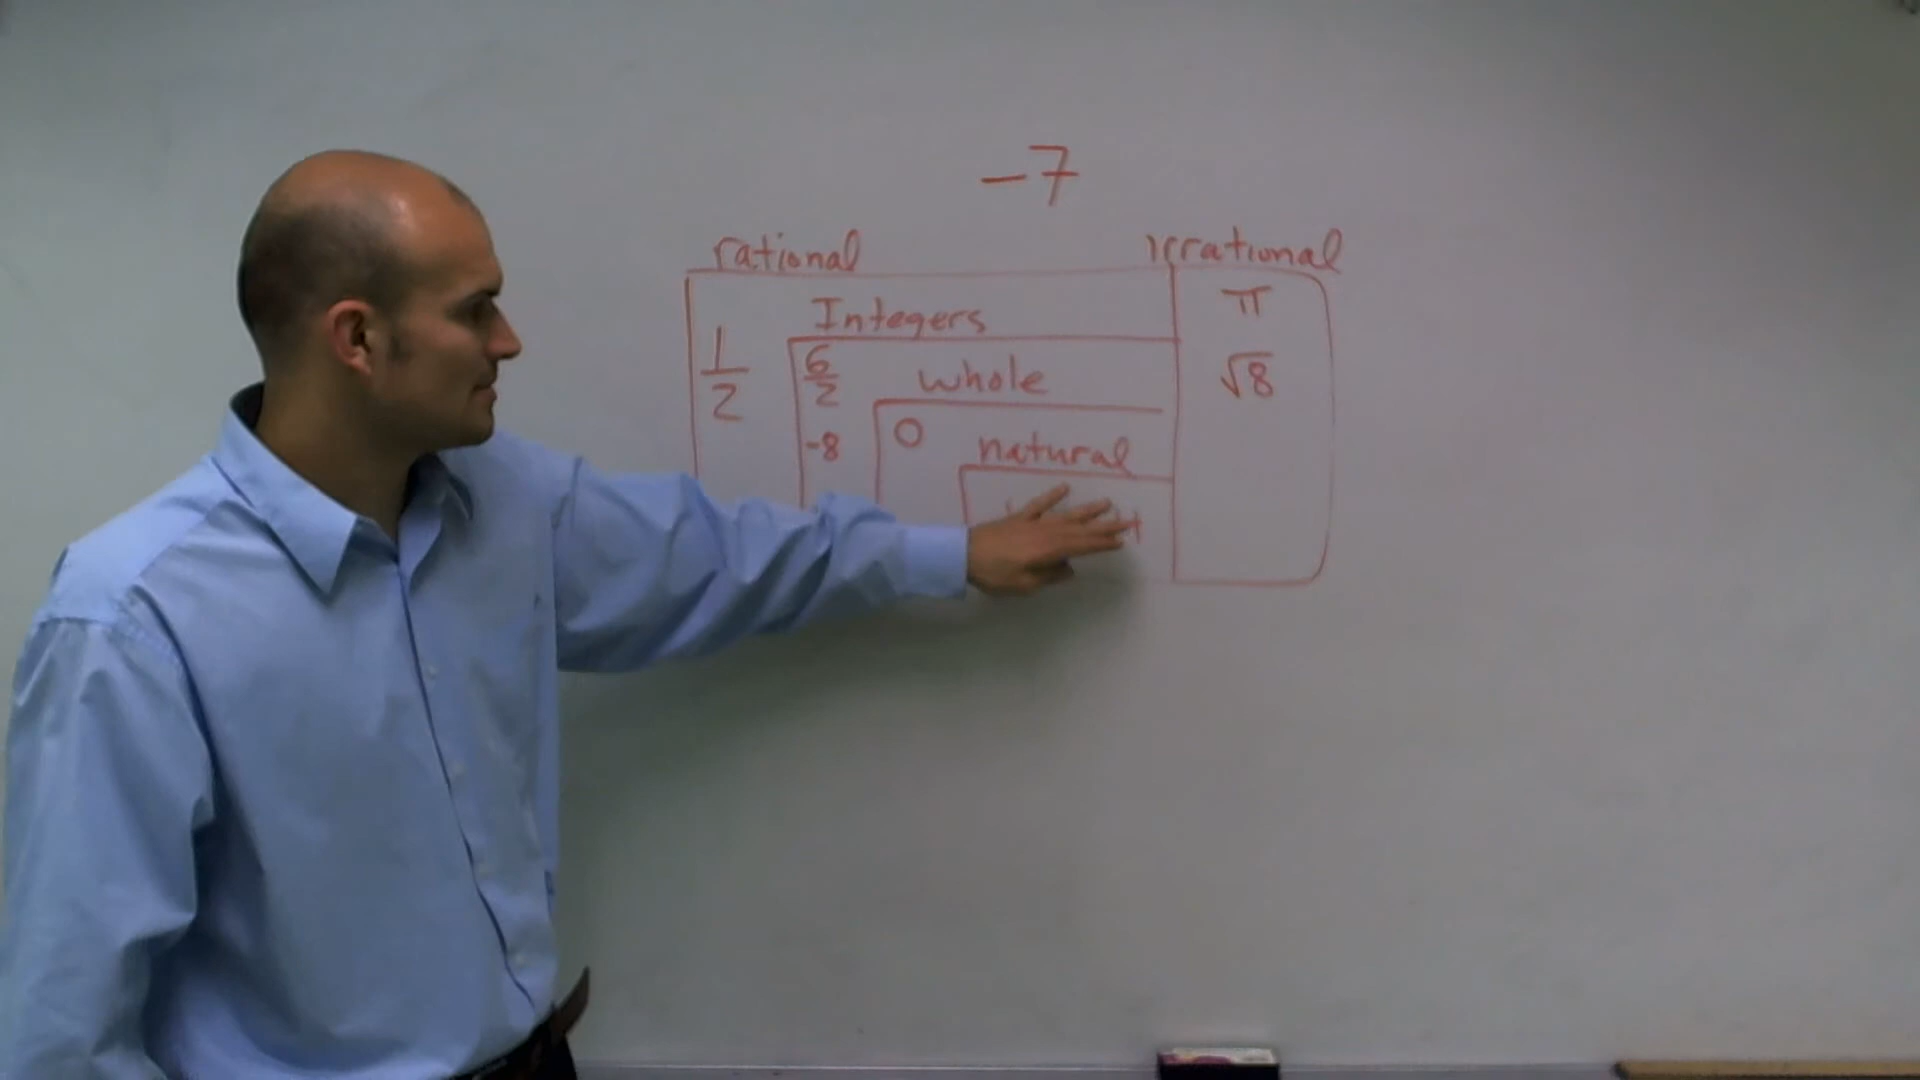 -7
rational irrational
Integers π
1/2 6/2 whole √8
-8 0 natural